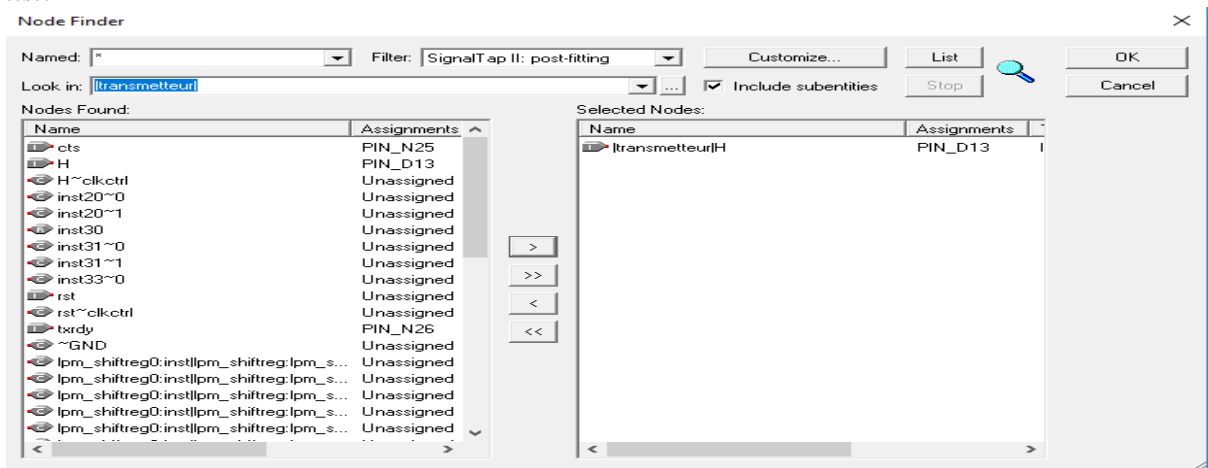 Node Finder
Named: * Filter: SignalTap II: post-fitting Customize... List OK
Look in: |transmetteur| ... Include subentities Stop Cancel
Nodes Found: Selected Nodes:
Name Assignments Name Assignments
cts PIN_N25 |transmetteur|H PIN_D13
H PIN_D13
H~clkctrl Unassigned
inst20~0 Unassigned
inst20~1 Unassigned
inst30 Unassigned
inst31~0 Unassigned >
inst31~1 Unassigned
inst33~0 Unassigned >>
rst Unassigned
rst~clkctrl Unassigned <
txrdy PIN_N26 <<
~GND Unassigned
lpm_shiftreg0:inst|lpm_shiftreg:lpm_s... Unassigned
lpm_shiftreg0:inst|lpm_shiftreg:lpm_s... Unassigned
lpm_shiftreg0:inst|lpm_shiftreg:lpm_s... Unassigned
lpm_shiftreg0:inst|lpm_shiftreg:lpm_s... Unassigned
lpm_shiftreg0:inst|lpm_shiftreg:lpm_s... Unassigned